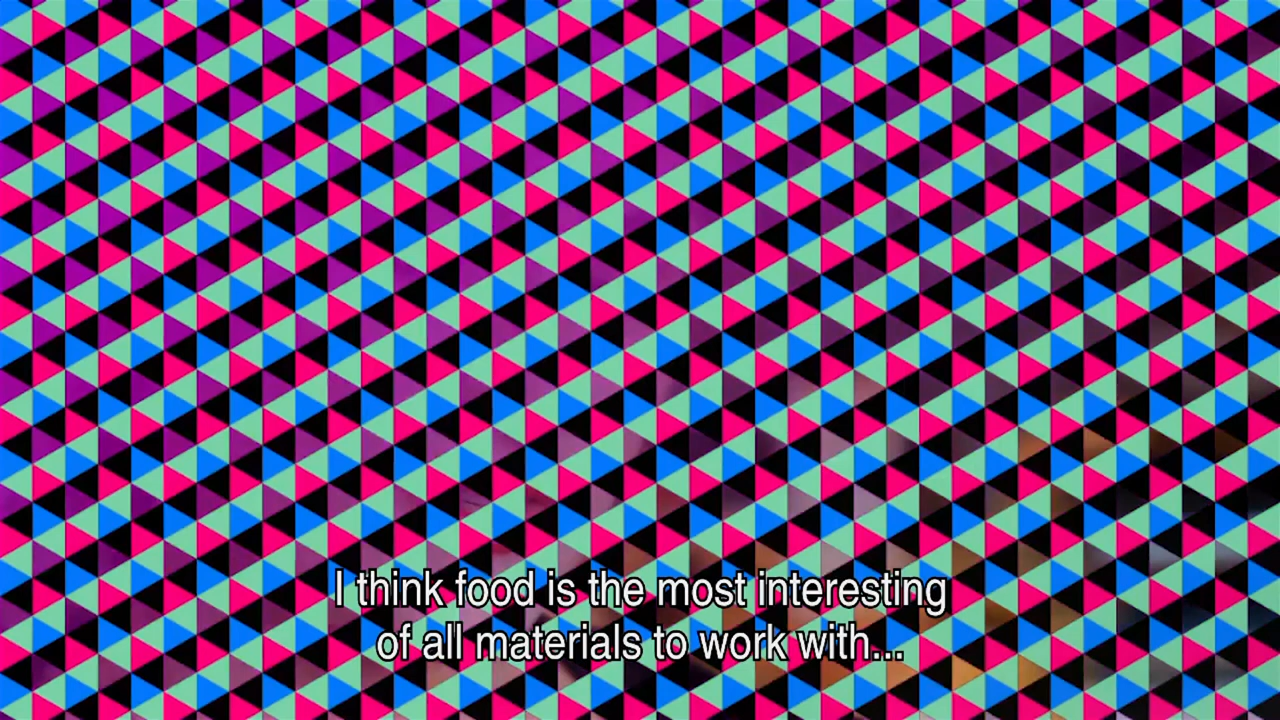 I think food is the most interesting
of all materials to work with...